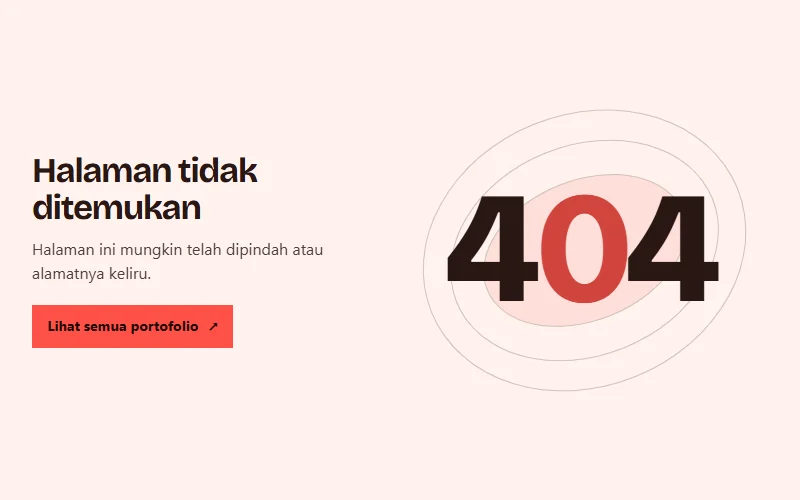 Halaman tidak
ditemukan
Halaman ini mungkin telah dipindah atau
alamatnya keliru.
Lihat semua portofolio ↗
404